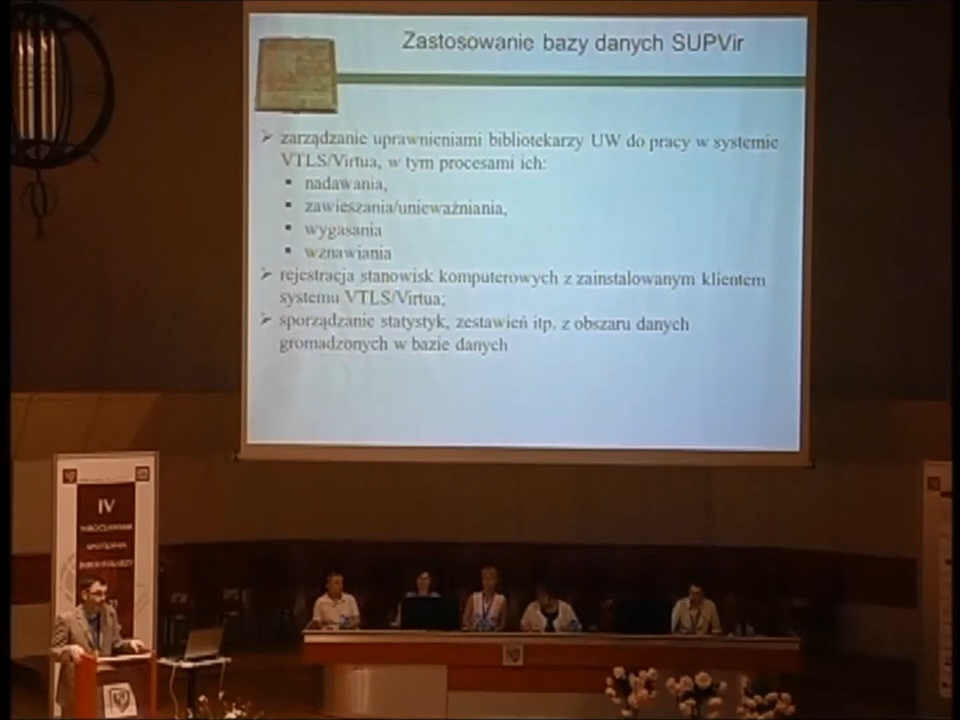 Zastosowanie bazy danych SUPVir
➢ zarządzanie uprawnieniami bibliotekarzy UW do pracy w systemie
VTLS/Virtua, w tym procesami ich:
▪ nadawania,
▪ zawieszania/unieważniania,
▪ wygasania
▪ wznawiania
➢ rejestracja stanowisk komputerowych z zainstalowanym klientem
systemu VTLS/Virtua;
➢ sporządzanie statystyk, zestawień itp. z obszaru danych
gromadzonych w bazie danych
IV
WROCŁAWSKIE
SPOTKANIA